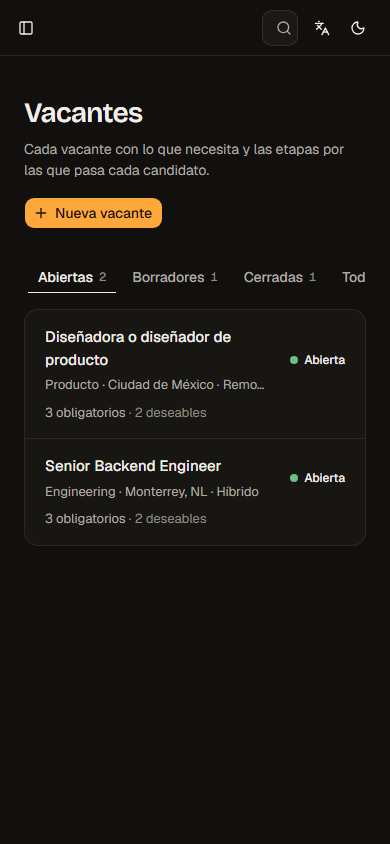 Vacantes
Cada vacante con lo que necesita y las etapas por
las que pasa cada candidato.
+ Nueva vacante
Abiertas 2 Borradores 1 Cerradas 1 Tod
Diseñadora o diseñador de
producto
Abierta
Producto · Ciudad de México · Remo…
3 obligatorios · 2 deseables
Senior Backend Engineer
Abierta
Engineering · Monterrey, NL · Híbrido
3 obligatorios · 2 deseables